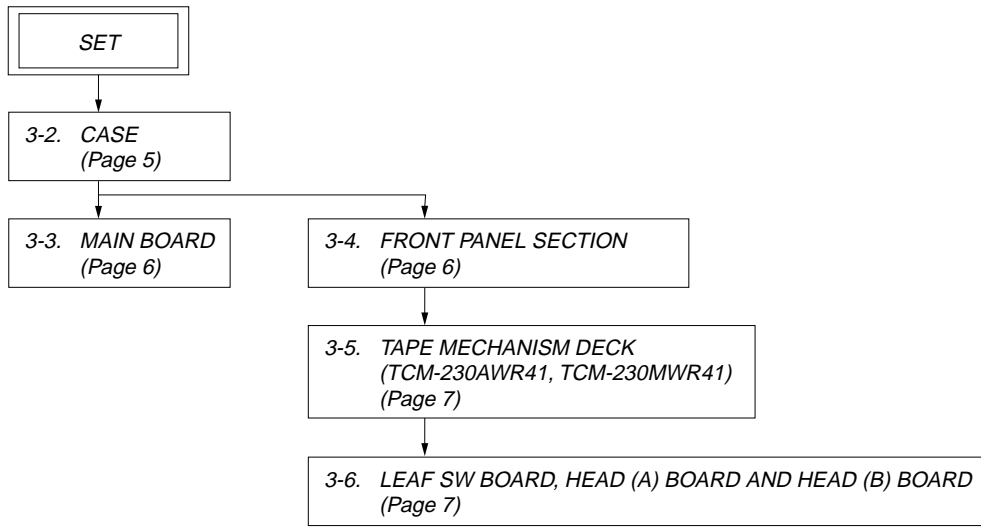 SET
3-2. CASE
(Page 5)
3-3. MAIN BOARD
(Page 6)
3-4. FRONT PANEL SECTION
(Page 6)
3-5. TAPE MECHANISM DECK
(TCM-230AWR41, TCM-230MWR41)
(Page 7)
3-6. LEAF SW BOARD, HEAD (A) BOARD AND HEAD (B) BOARD
(Page 7)